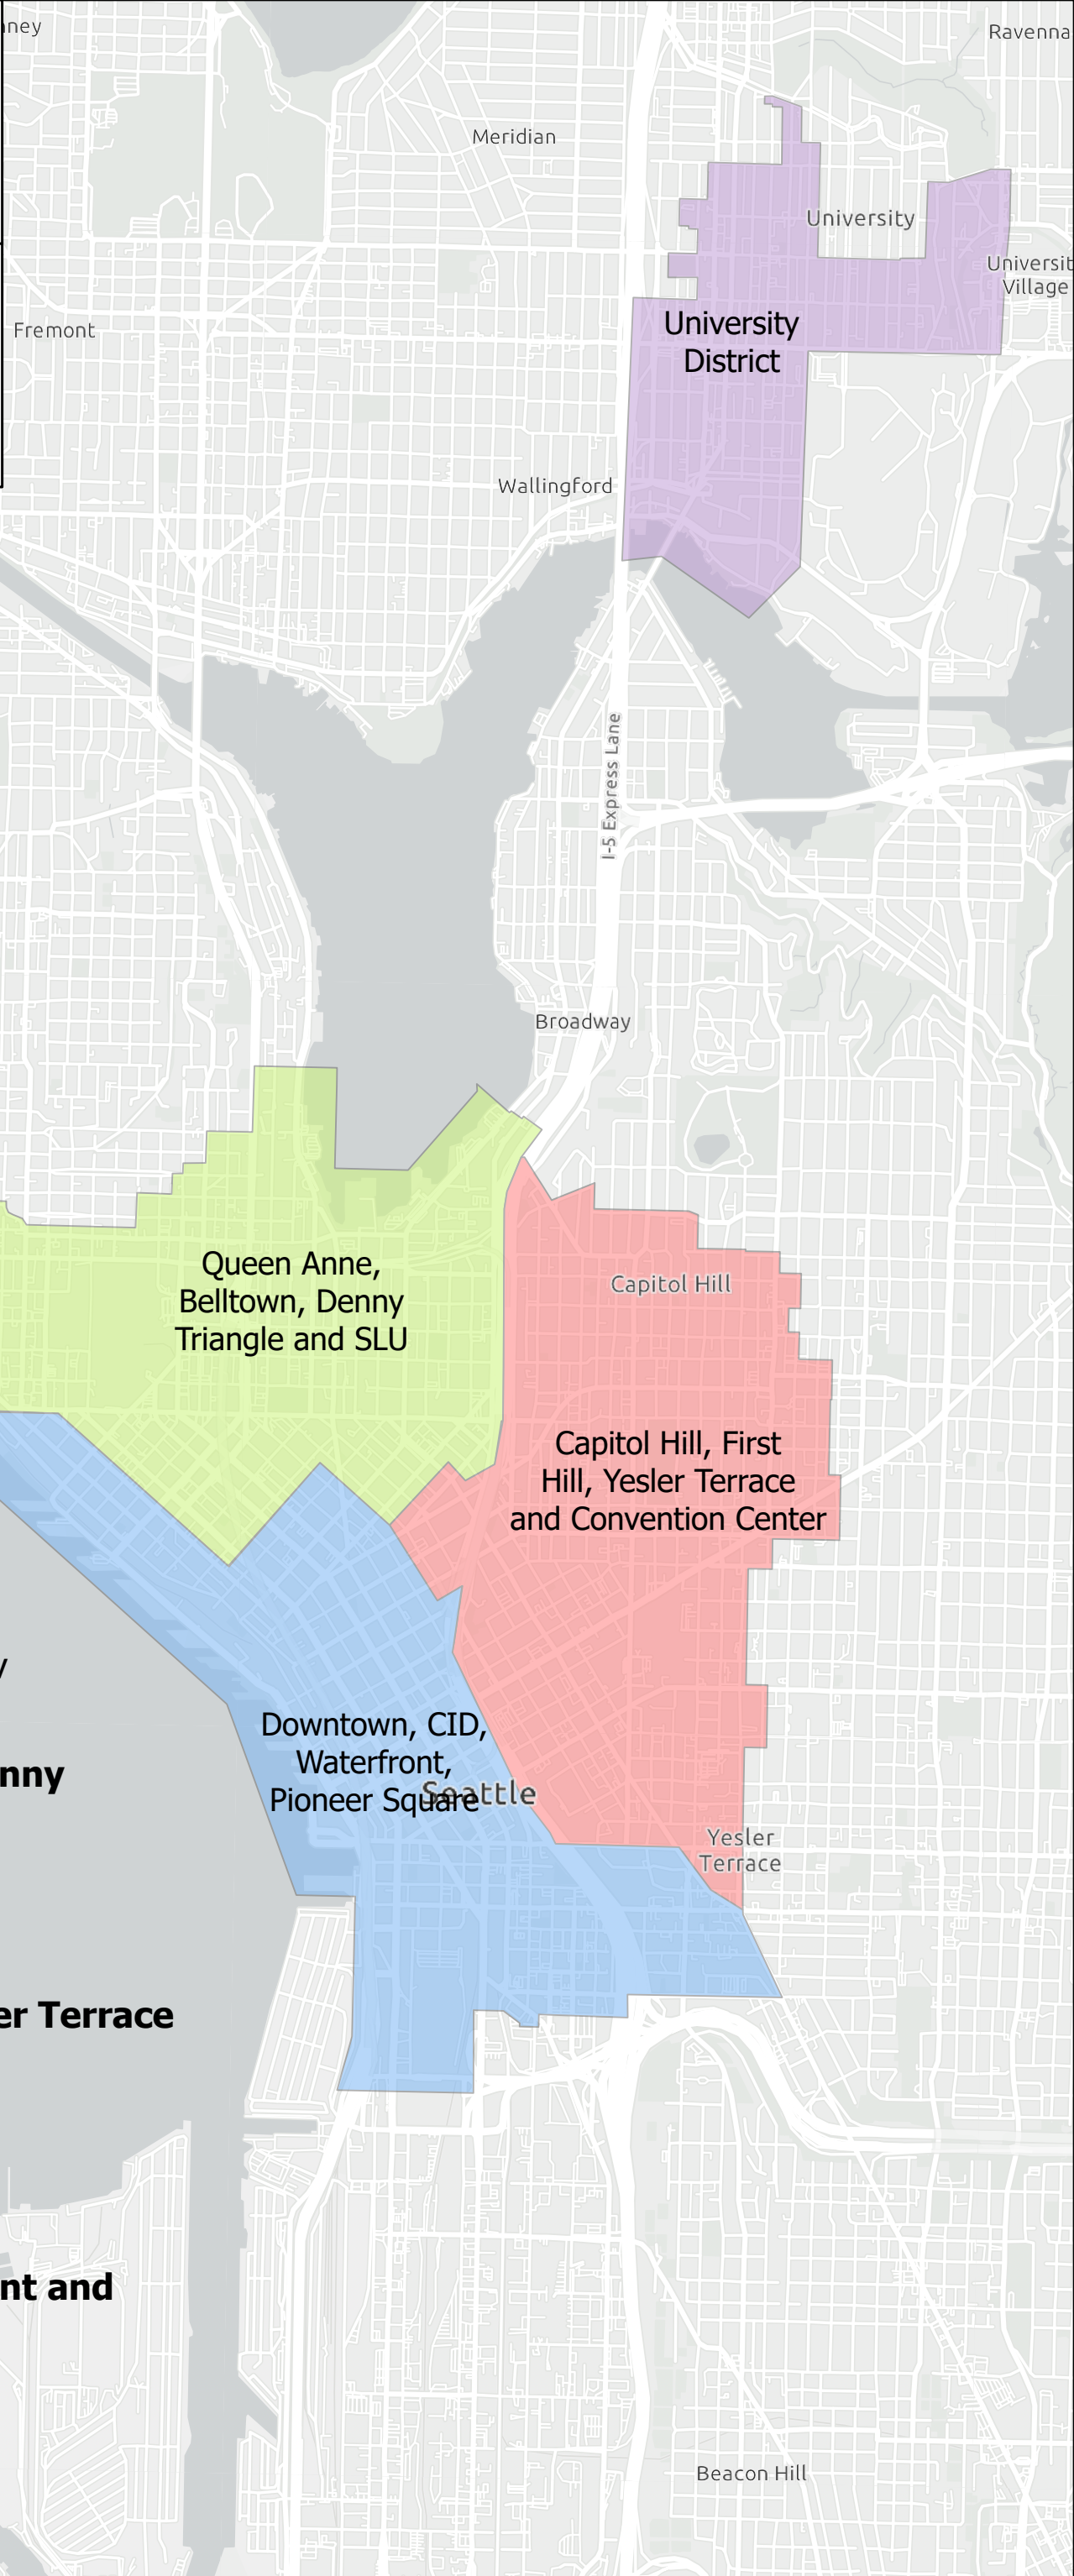 Ravenna
Meridian
University
Universit
Village
Fremont
University
District
Wallingford
I-5 Express Lane
Broadway
Queen Anne,
Belltown, Denny
Triangle and SLU
Capitol Hill
Capitol Hill, First
Hill, Yesler Terrace
and Convention Center
Downtown, CID,
Waterfront,
Pioneer Square
Seattle
nny
Yesler
Terrace
er Terrace
nt and
Beacon Hill